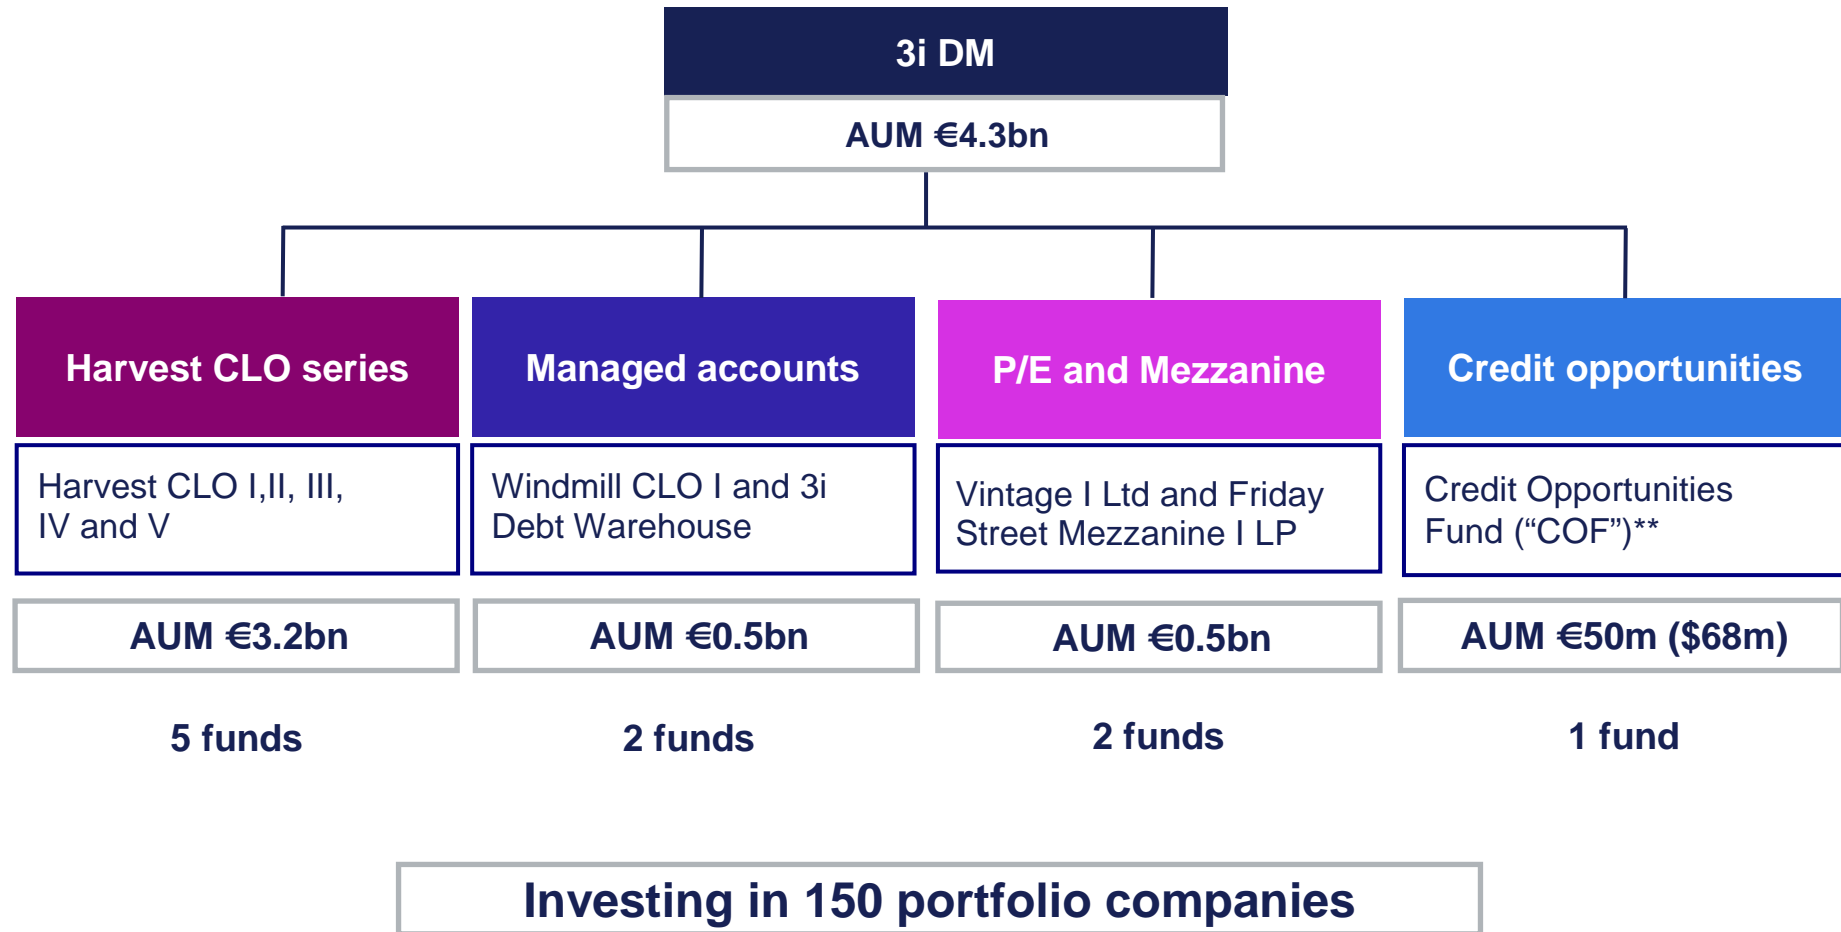 3i DM
AUM €4.3bn
Harvest CLO series
Managed accounts
P/E and Mezzanine
Credit opportunities
Harvest CLO I,II, III,
IV and V
Windmill CLO I and 3i
Debt Warehouse
Vintage I Ltd and Friday
Street Mezzanine I LP
Credit Opportunities
Fund (“COF”)**
AUM €3.2bn
AUM €0.5bn
AUM €0.5bn
AUM €50m ($68m)
5 funds
2 funds
2 funds
1 fund
Investing in 150 portfolio companies